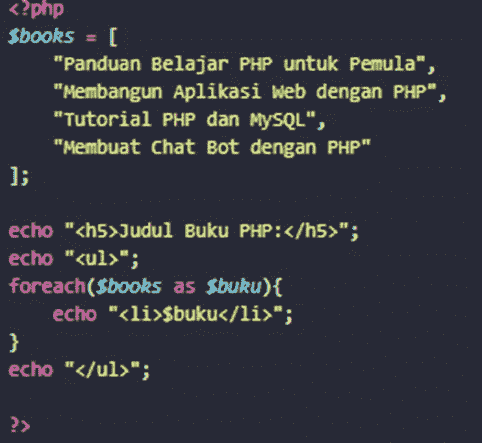 <?php
$books = [
    "Panduan Belajar PHP untuk Pemula",
    "Membangun Aplikasi Web dengan PHP",
    "Tutorial PHP dan MySQL",
    "Membuat Chat Bot dengan PHP"
];

echo "<h5>Judul Buku PHP:</h5>";
echo "<ul>";
foreach($books as $buku){
    echo "<li>$buku</li>";
}
echo "</ul>";

?>